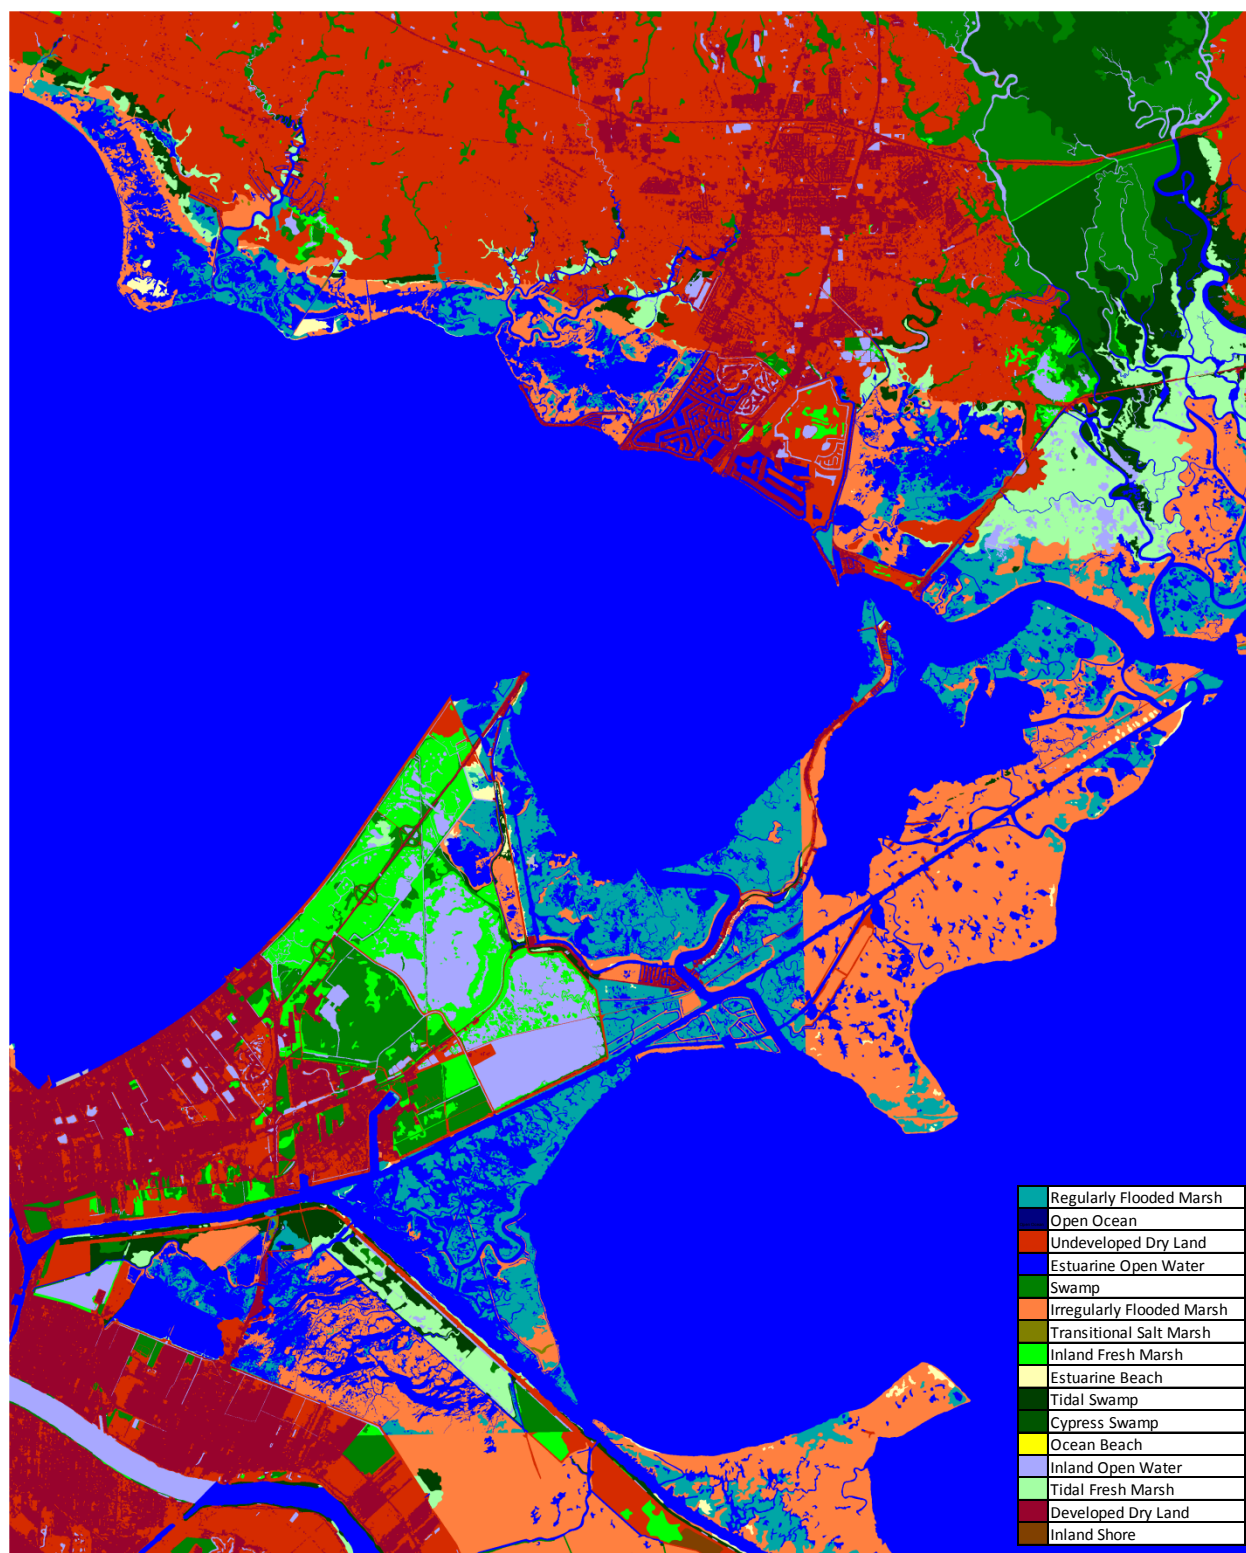 Regularly Flooded Marsh
Open Ocean
Undeveloped Dry Land
Estuarine Open Water
Swamp
Irregularly Flooded Marsh
Transitional Salt Marsh
Inland Fresh Marsh
Estuarine Beach
Tidal Swamp
Cypress Swamp
Ocean Beach
Inland Open Water
Tidal Fresh Marsh
Developed Dry Land
Inland Shore